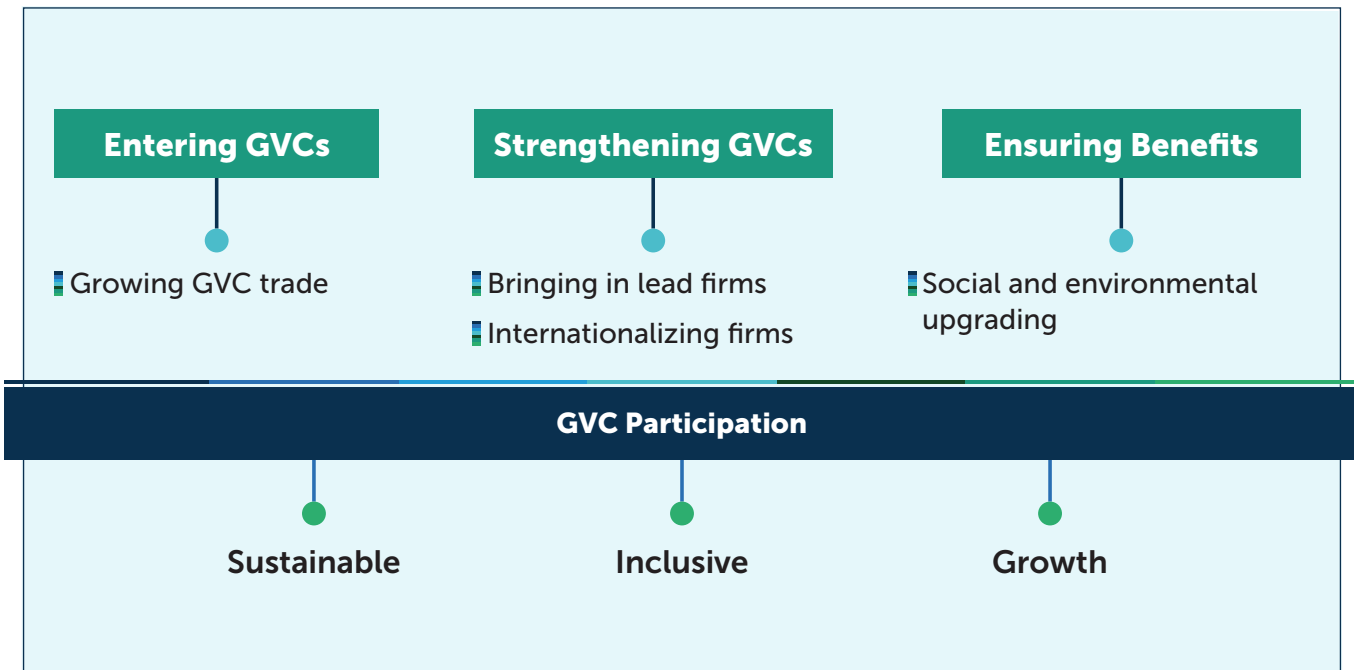 Entering GVCs
Growing GVC trade
Strengthening GVCs
Bringing in lead firms
Internationalizing firms
Ensuring Benefits
Social and environmental
upgrading
GVC Participation
Sustainable
Inclusive
Growth